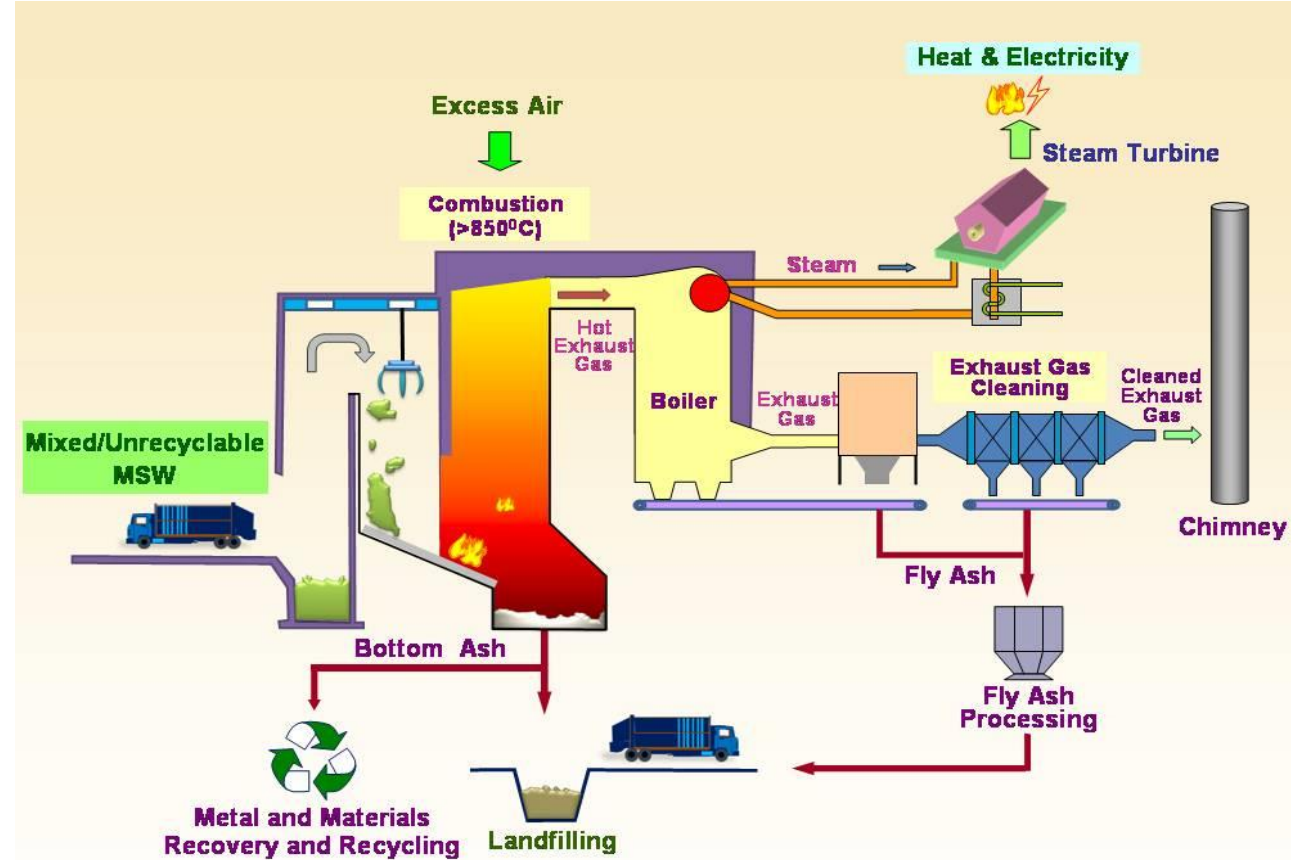 Heat & Electricity
Excess Air
Steam Turbine
Combustion
(>850⁰C)
Steam
Hot
Exhaust
Gas
Exhaust Gas
Cleaning
Cleaned
Exhaust
Gas
Boiler
Exhaust
Gas
Mixed/Unrecyclable
MSW
Chimney
Fly Ash
Bottom Ash
Fly Ash
Processing
Metal and Materials
Recovery and Recycling
Landfilling